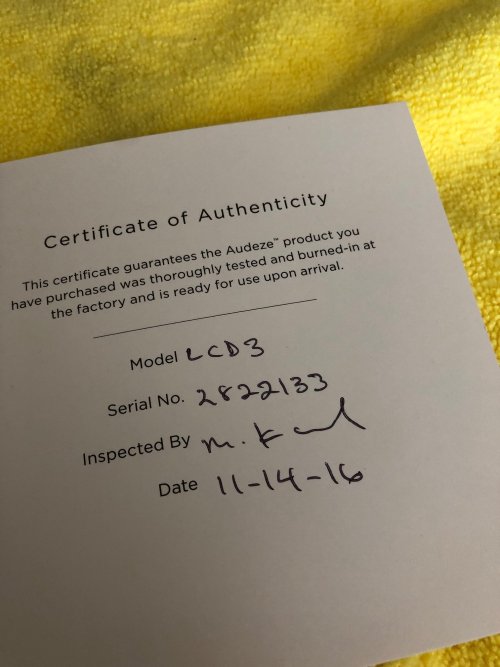 Certificate of Authenticity
This certificate guarantees the Audeze™ product you
have purchased was thoroughly tested and burned-in at
the factory and is ready for use upon arrival.
Model LCD3
Serial No. 2822133
Inspected By M.
Date 11-14-16